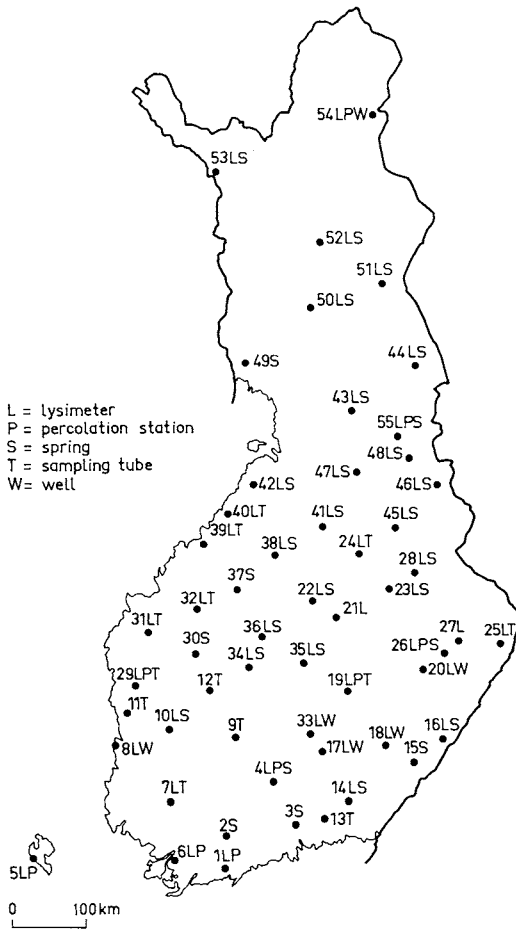 54LPW
53LS
52LS
51LS
50LS
49S
44LS
43LS
L = lysimeter
P = percolation station
S = spring
T = sampling tube
W= well
55LPS
48LS
47LS
46LS
42LS
40LT
41LS
45LS
39LT
38LS
24LT
28LS
37S
23LS
32LT
22LS
21L
31LT
36LS
27L
25LT
30S
34LS
35LS
26LPS
20LW
29LPT
12T
19LPT
11T
10LS
9T
33LW
18LW
16LS
8LW
17LW
15S
4LPS
7LT
14LS
3S
13T
2S
6LP
1LP
5LP
0 100km